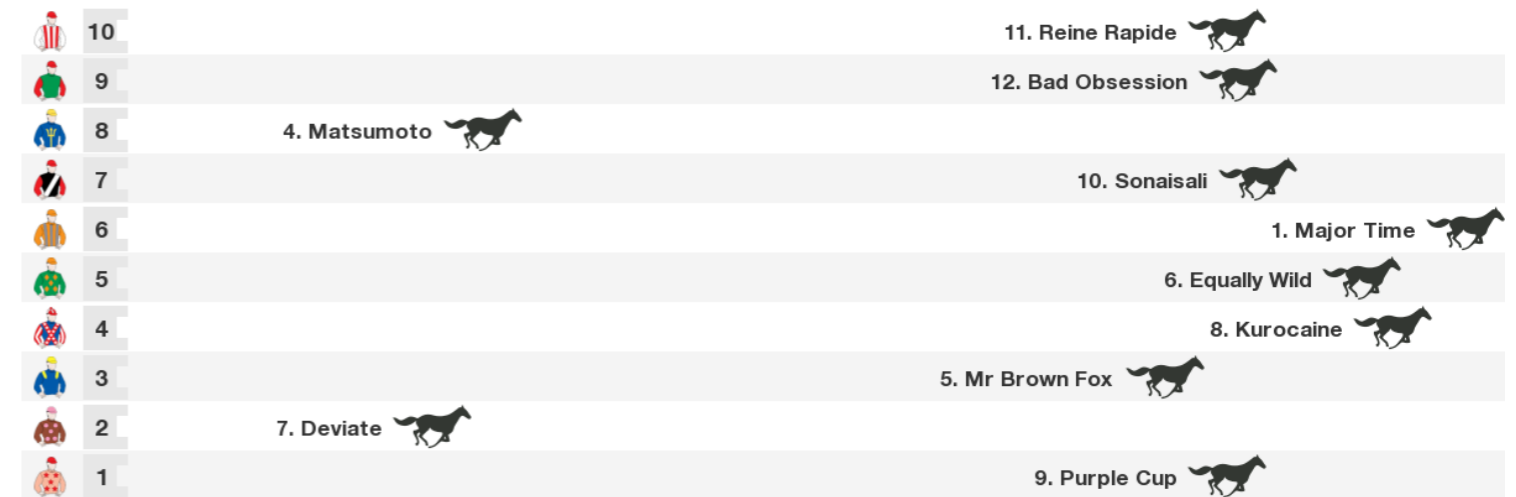 10 11. Reine Rapide
9 12. Bad Obsession
8 4. Matsumoto
7 10. Sonaisali
6 1. Major Time
5 6. Equally Wild
4 8. Kurocaine
3 5. Mr Brown Fox
2 7. Deviate
1 9. Purple Cup